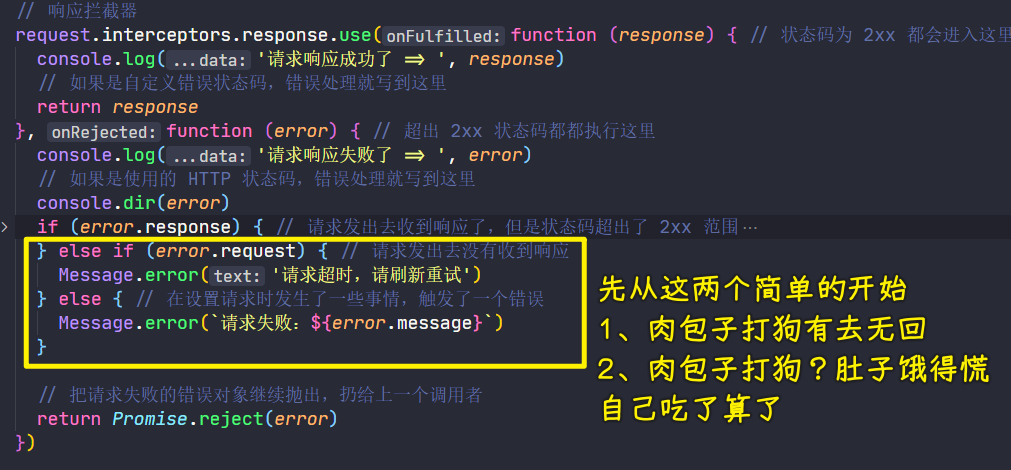 // 响应拦截器
request.interceptors.response.use( onFulfilled: function (response) { // 状态码为 2xx 都会进入这里
console.log( ...data: '请求响应成功了 => ', response)
// 如果是自定义错误状态码，错误处理就写到这里
return response
}, onRejected: function (error) { // 超出 2xx 状态码都都执行这里
console.log( ...data: '请求响应失败了 => ', error)
// 如果是使用的 HTTP 状态码，错误处理就写到这里
console.dir(error)
if (error.response) { // 请求发出去收到响应了，但是状态码超出了 2xx 范围…
} else if (error.request) { // 请求发出去没有收到响应
Message.error( text: '请求超时，请刷新重试')
} else { // 在设置请求时发生了一些事情，触发了一个错误
Message.error(`请求失败: ${error.message}`)
}
// 把请求失败的错误对象继续抛出，扔给上一个调用者
return Promise.reject(error)
})
先从这两个简单的开始
1、肉包子打狗有去无回
2、肉包子打狗？肚子饿得慌
自己吃了算了